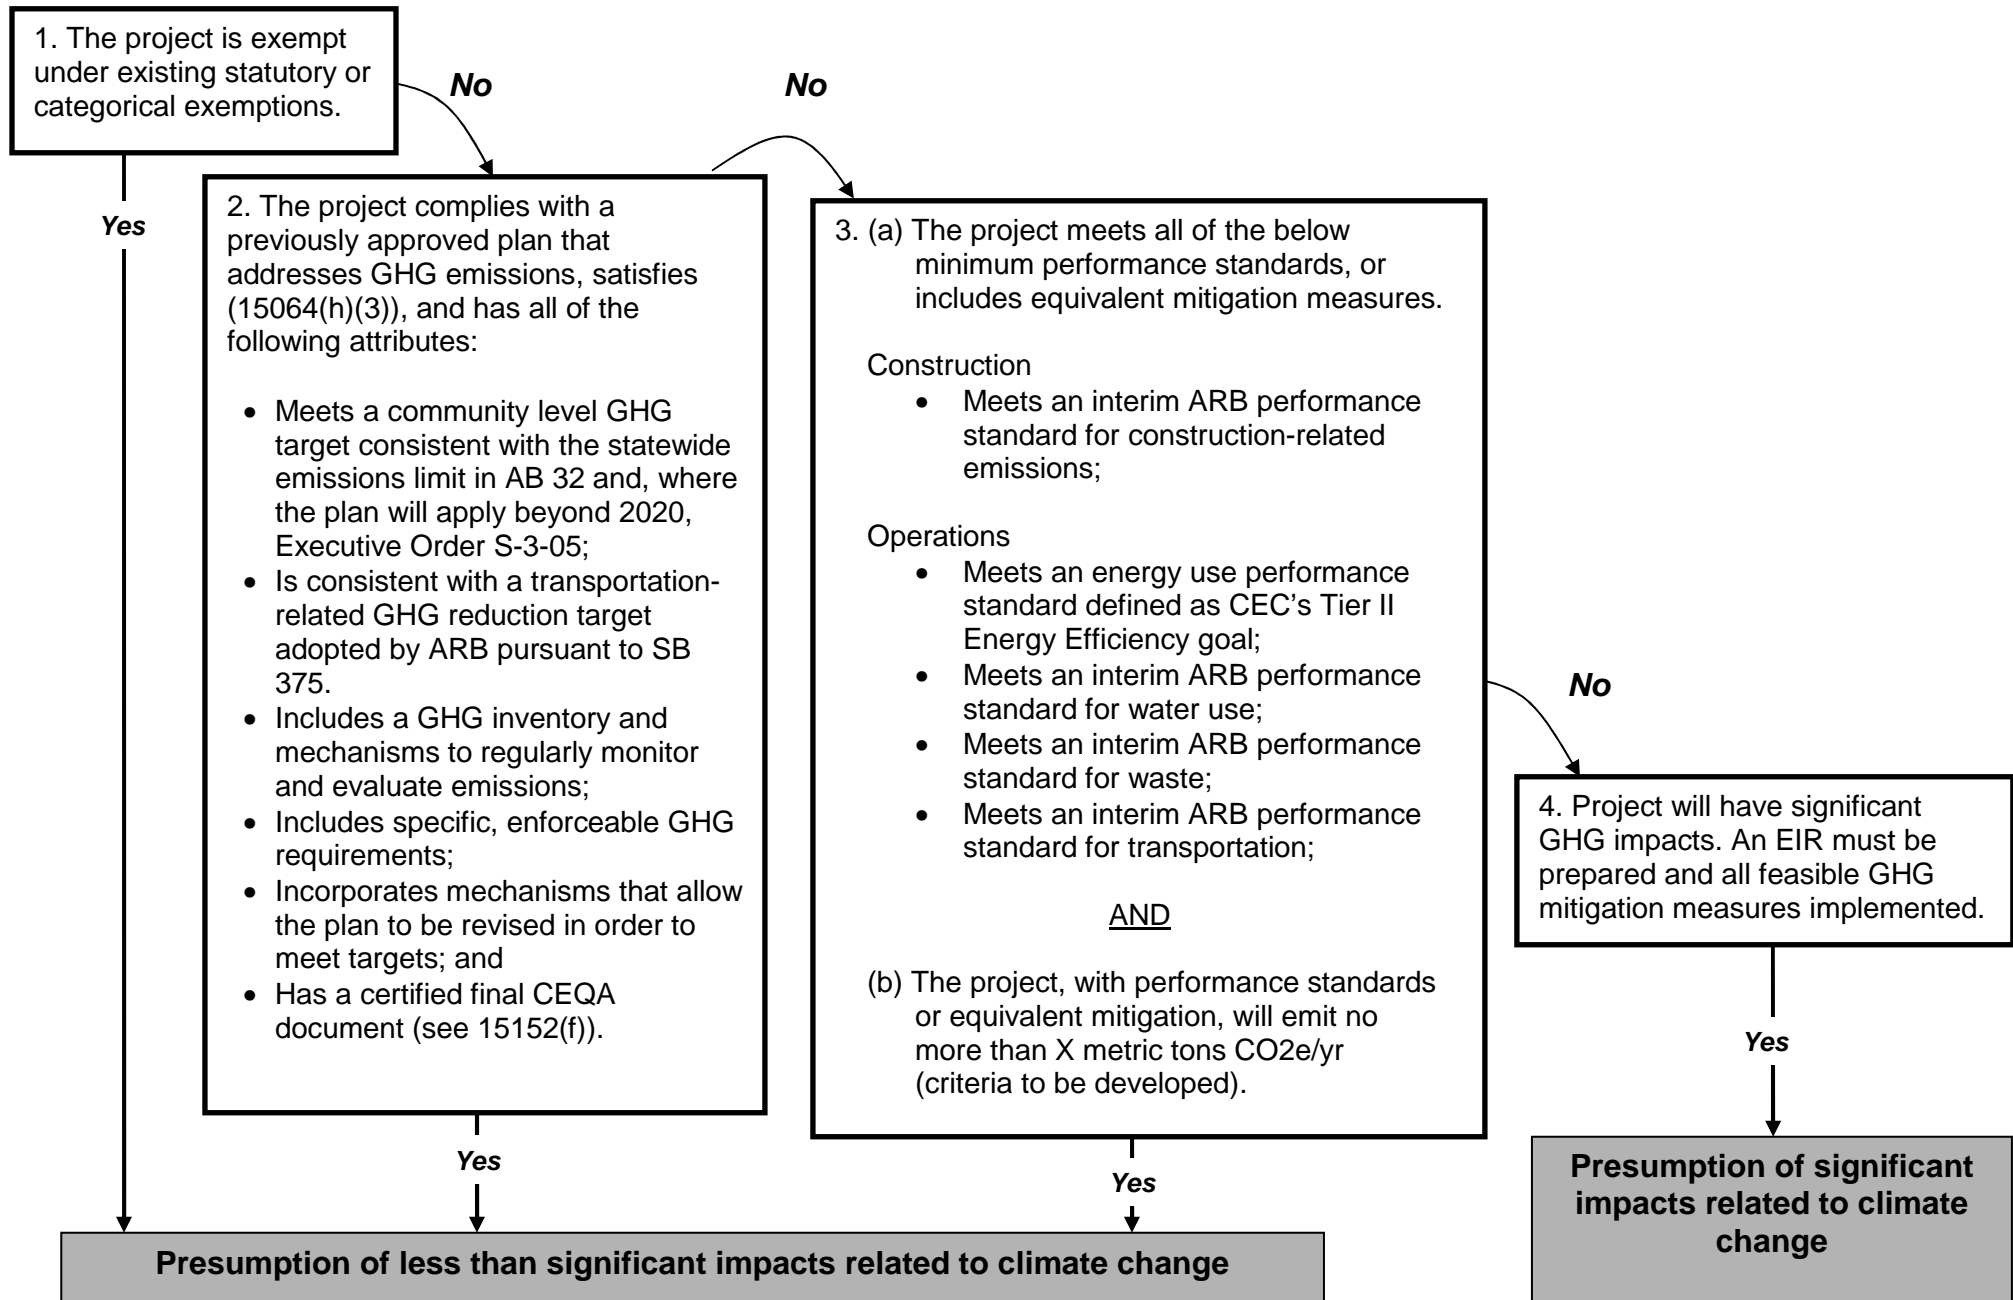 1. The project is exempt
under existing statutory or
categorical exemptions.
No
No
Yes
2. The project complies with a
previously approved plan that
addresses GHG emissions, satisfies
(15064(h)(3)), and has all of the
following attributes:
• Meets a community level GHG
target consistent with the statewide
emissions limit in AB 32 and, where
the plan will apply beyond 2020,
Executive Order S-3-05;
• Is consistent with a transportation-
related GHG reduction target
adopted by ARB pursuant to SB
375.
• Includes a GHG inventory and
mechanisms to regularly monitor
and evaluate emissions;
• Includes specific, enforceable GHG
requirements;
• Incorporates mechanisms that allow
the plan to be revised in order to
meet targets; and
• Has a certified final CEQA
document (see 15152(f)).
Yes
3. (a) The project meets all of the below
minimum performance standards, or
includes equivalent mitigation measures.
Construction
• Meets an interim ARB performance
standard for construction-related
emissions;
Operations
• Meets an energy use performance
standard defined as CEC’s Tier II
Energy Efficiency goal;
• Meets an interim ARB performance
standard for water use;
• Meets an interim ARB performance
standard for waste;
• Meets an interim ARB performance
standard for transportation;
AND
(b) The project, with performance standards
or equivalent mitigation, will emit no
more than X metric tons CO2e/yr
(criteria to be developed).
Yes
No
4. Project will have significant
GHG impacts. An EIR must be
prepared and all feasible GHG
mitigation measures implemented.
Yes
Presumption of less than significant impacts related to climate change
Presumption of significant
impacts related to climate
change